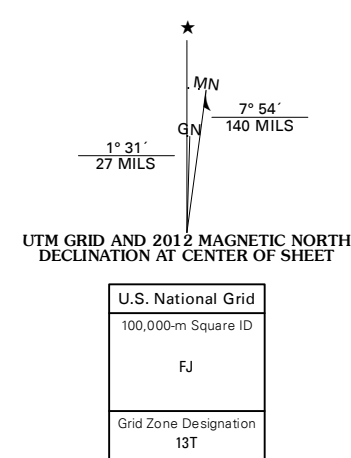 ★
MN
GN
7° 54´
140 MILS
1° 31´
27 MILS
UTM GRID AND 2012 MAGNETIC NORTH
DECLINATION AT CENTER OF SHEET
U.S. National Grid
100,000-m Square ID
FJ
Grid Zone Designation
13T